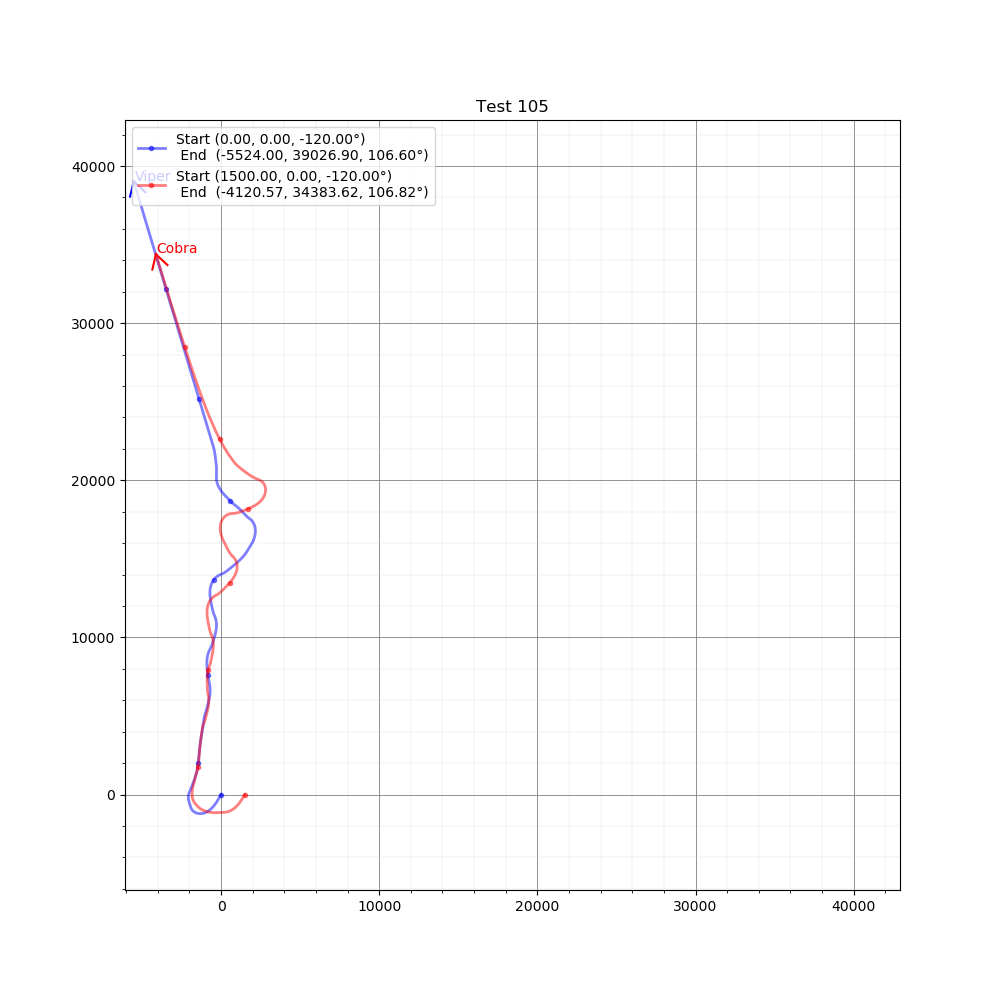 Test 105
Start (0.00, 0.00, -120.00°)
End (-5524.00, 39026.90, 106.60°)
Start (1500.00, 0.00, -120.00°)
End (-4120.57, 34383.62, 106.82°)
Viper
Cobra
40000
30000
20000
10000
0
0
10000
20000
30000
40000